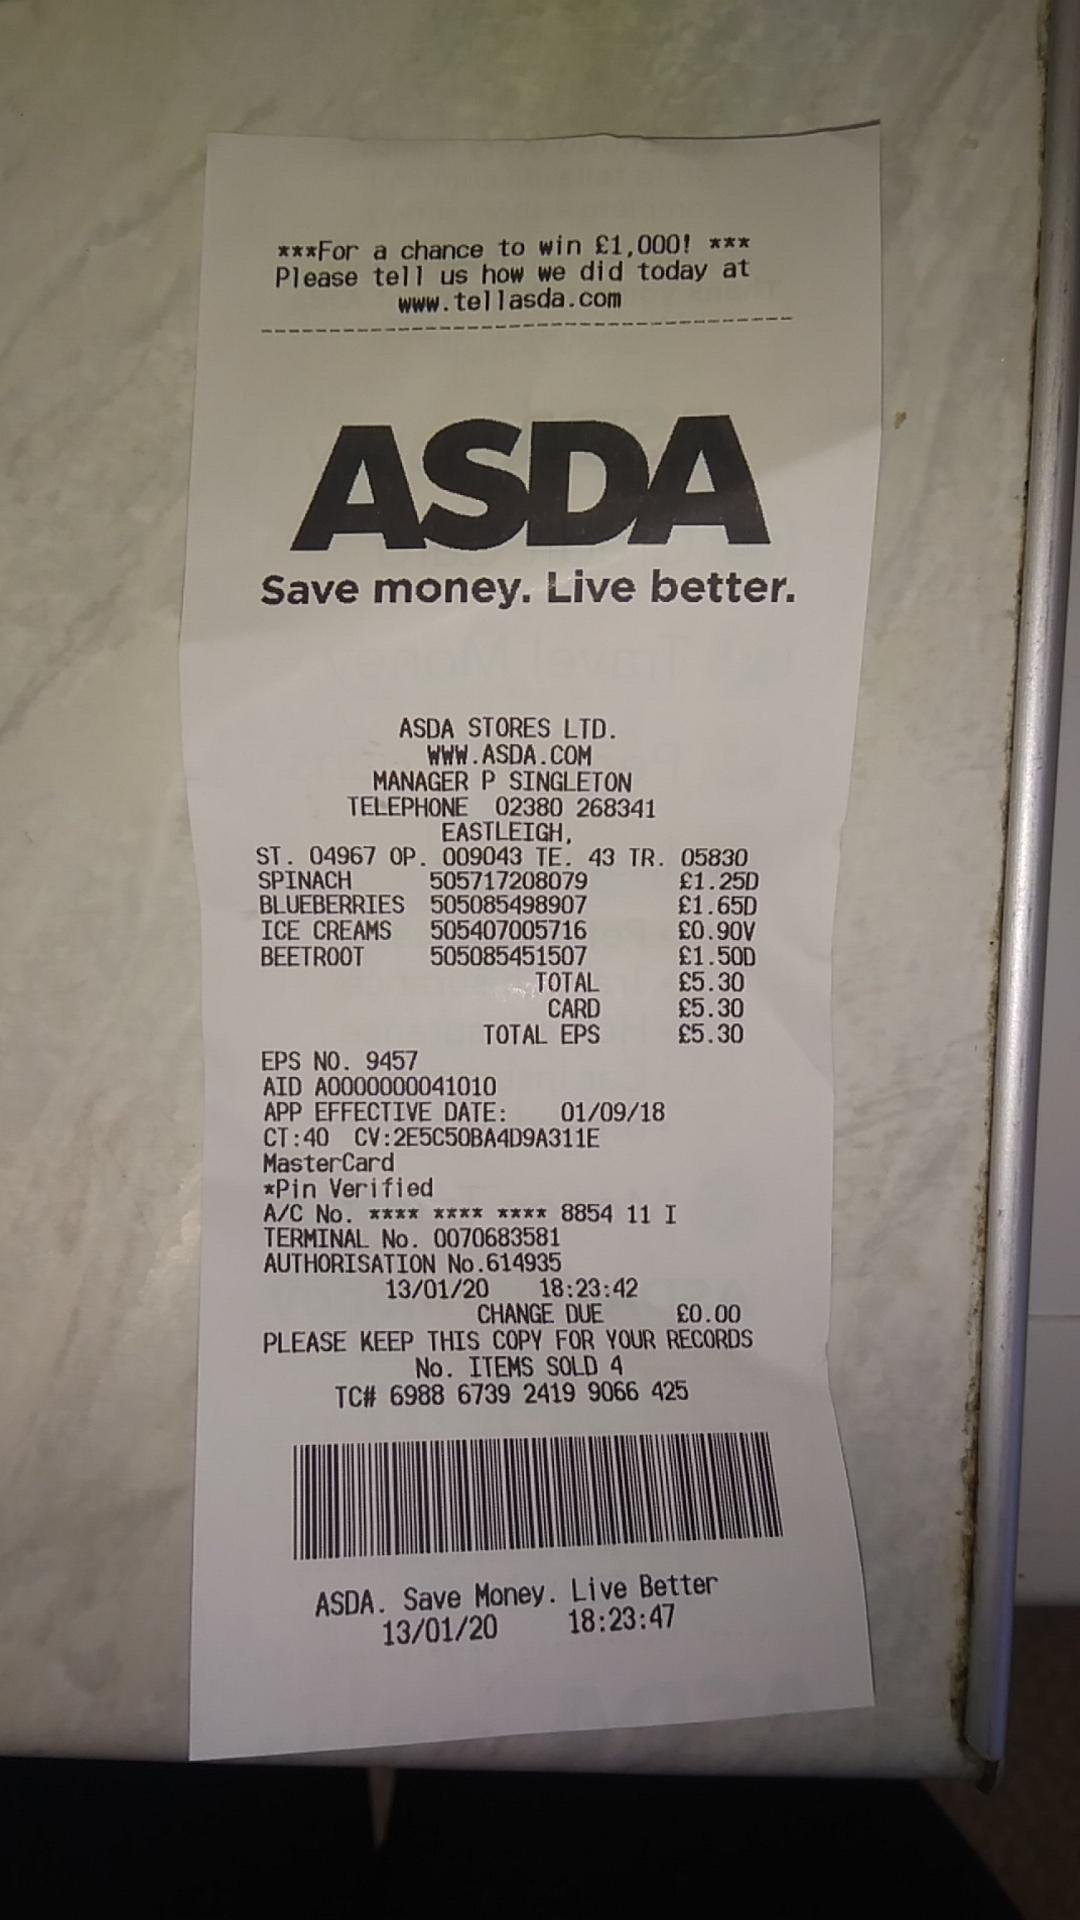 ***For a chance to win £1,000! ***
Please tell us how we did today at
www.tellasda.com
--------------------------------------------------
ASDA
Save money. Live better.
ASDA STORES LTD.
WWW.ASDA.COM
MANAGER P SINGLETON
TELEPHONE 02380 268341
EASTLEIGH,
ST. 04967 OP. 009043 TE. 43 TR. 05830
SPINACH 505717208079 £1.25D
BLUEBERRIES 505085498907 £1.65D
ICE CREAMS 505407005716 £0.90V
BEETROOT 505085451507 £1.50D
TOTAL £5.30
CARD £5.30
TOTAL EPS £5.30
EPS NO. 9457
AID A0000000041010
APP EFFECTIVE DATE: 01/09/18
CT:40 CV:2E5C50BA4D9A311E
MasterCard
*Pin Verified
A/C No. **** **** **** 8854 11 I
TERMINAL No. 0070683581
AUTHORISATION No.614935
13/01/20 18:23:42
CHANGE DUE £0.00
PLEASE KEEP THIS COPY FOR YOUR RECORDS
No. ITEMS SOLD 4
TC# 6988 6739 2419 9066 425
ASDA. Save Money. Live Better
13/01/20 18:23:47